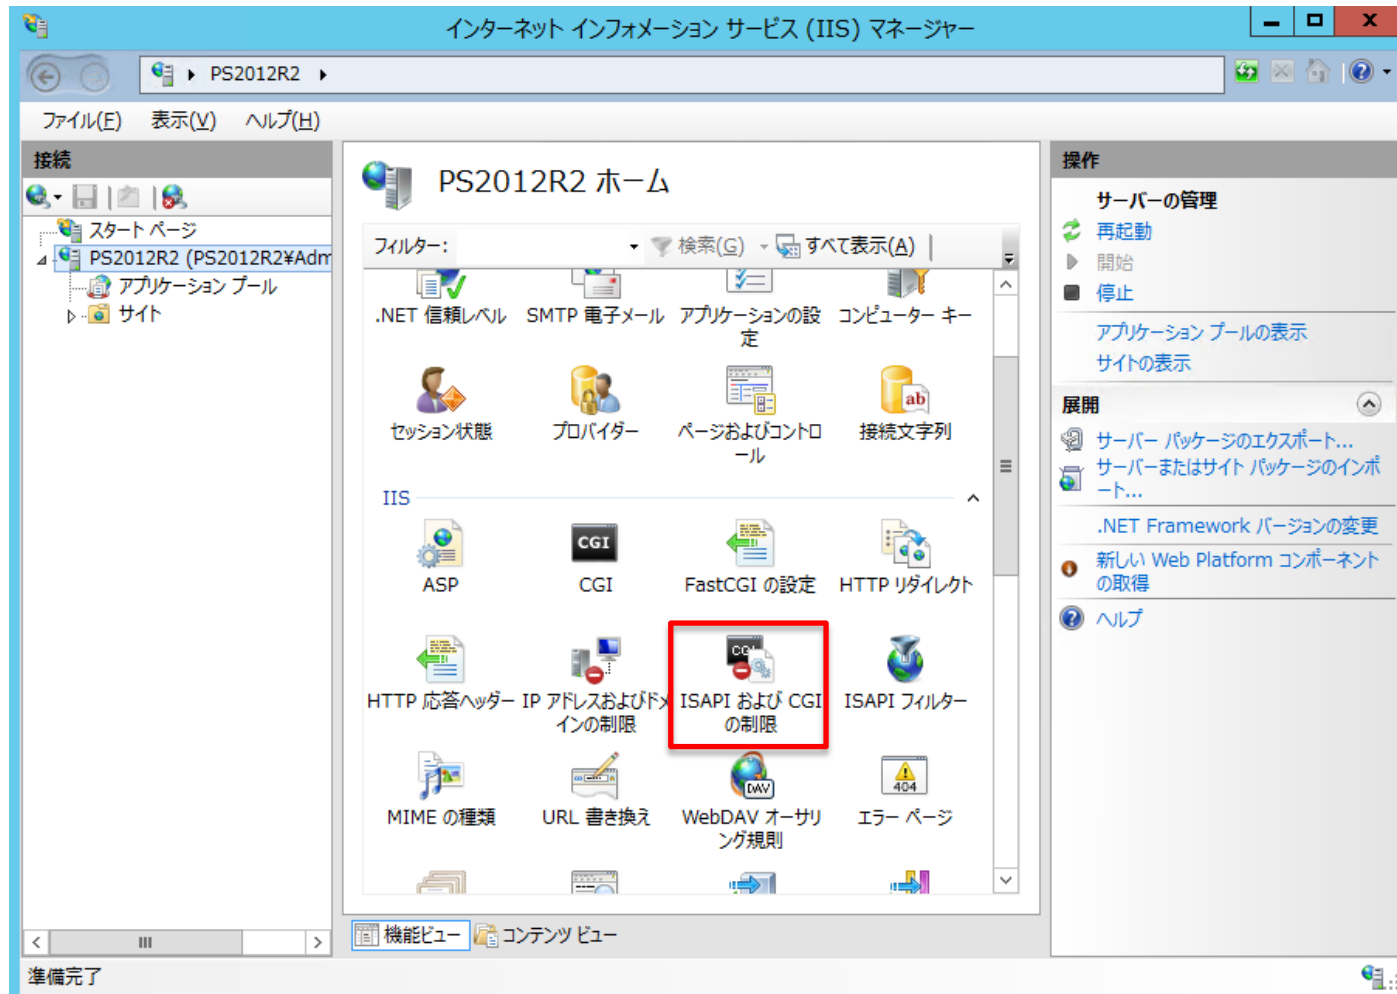 インターネット インフォメーション サービス (IIS) マネージャー
PS2012R2
ファイル(F) 表示(V) ヘルプ(H)
接続
スタート ページ
PS2012R2 (PS2012R2¥Adm
アプリケーション プール
サイト
PS2012R2 ホーム
フィルター: 検索(G) すべて表示(A)
.NET 信頼レベル
SMTP 電子メール
アプリケーションの設
定
コンピューター キー
セッション状態
プロバイダー
ページおよびコントロ
ール
ab
接続文字列
IIS
ASP
CGI
CGI
FastCGI の設定
HTTP リダイレクト
HTTP 応答ヘッダー
IP アドレスおよびドメ
インの制限
CGI
ISAPI および CGI
の制限
ISAPI フィルター
MIME の種類
URL 書き換え
DAV
WebDAV オーサリ
ング規則
404
エラー ページ
機能ビュー コンテンツ ビュー
操作
サーバーの管理
再起動
開始
停止
アプリケーション プールの表示
サイトの表示
展開
サーバー パッケージのエクスポート...
サーバーまたはサイト パッケージのインポ
ート...
.NET Framework バージョンの変更
新しい Web Platform コンポーネント
の取得
ヘルプ
準備完了